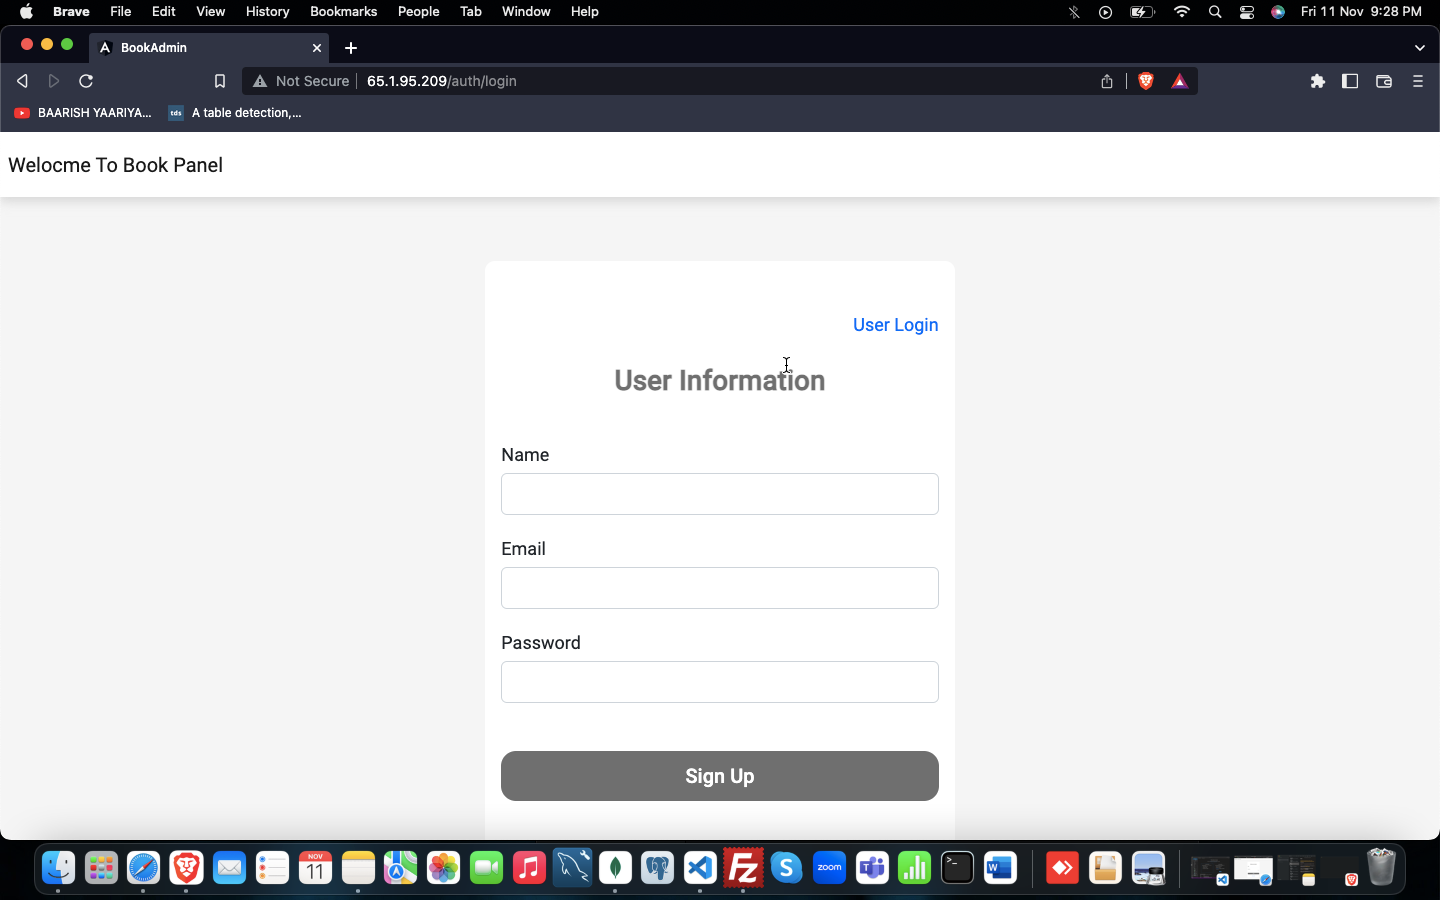 Brave File Edit View History Bookmarks People Tab Window Help Fri 11 Nov 9:28 PM
BookAdmin
Not Secure 65.1.95.209/auth/login
BAARISH YAARIYA... tds A table detection,...
Welocme To Book Panel
User Login
User Information
Name
Email
Password
Sign Up
NOV
11
zoom